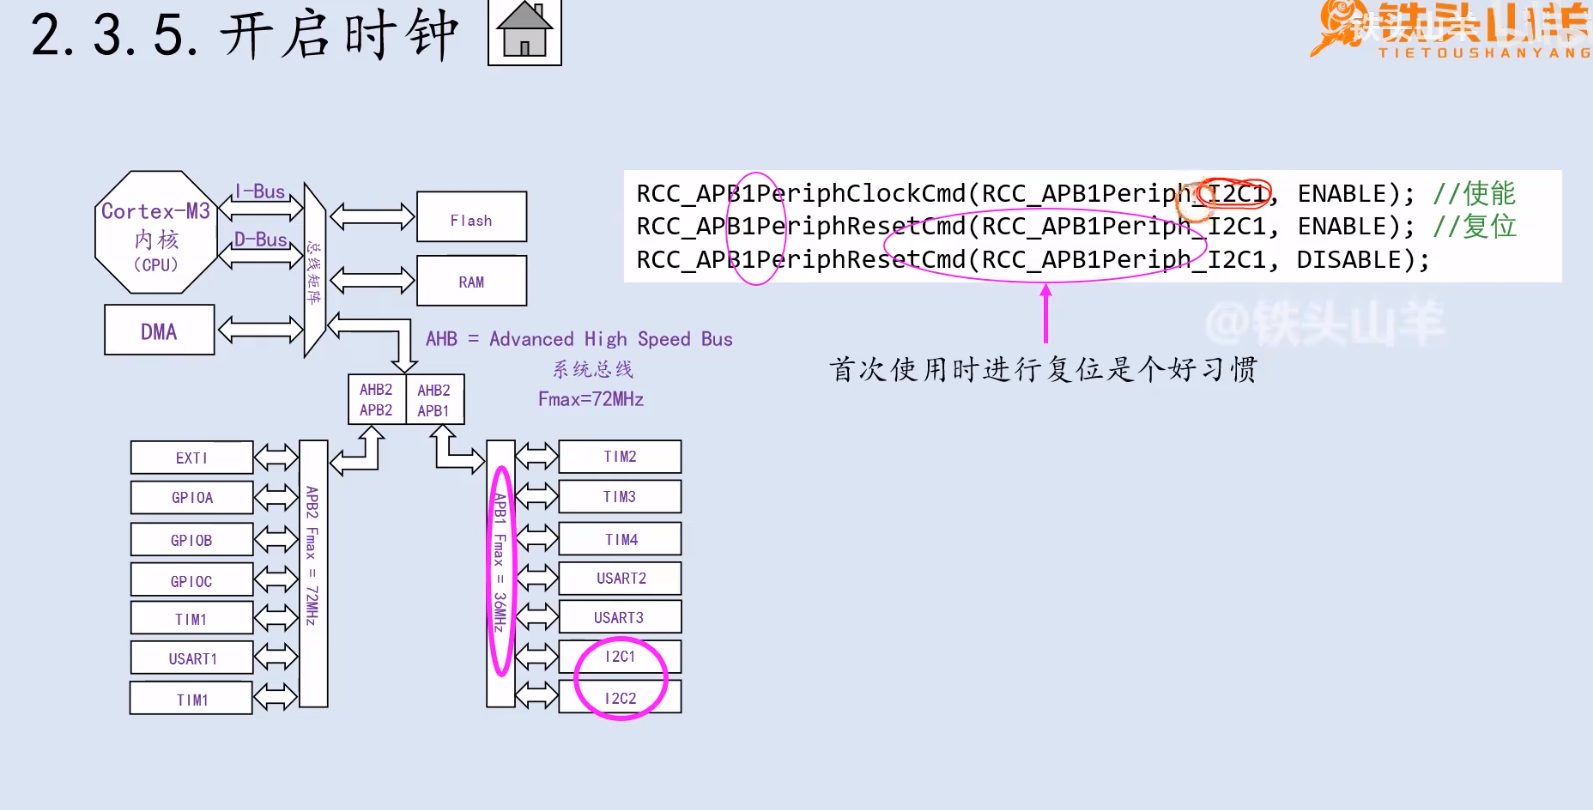 2.3.5.开启时钟
铁头山羊
TIETOUSHANYANG
RCC_APB1PeriphClockCmd(RCC_APB1Periph_I2C1, ENABLE); //使能
RCC_APB1PeriphResetCmd(RCC_APB1Periph_I2C1, ENABLE); //复位
RCC_APB1PeriphResetCmd(RCC_APB1Periph_I2C1, DISABLE);
@铁头山羊
首次使用时进行复位是个好习惯
Cortex-M3
内核
(CPU)
I-Bus
D-Bus
DMA
总线矩阵
Flash
RAM
AHB = Advanced High Speed Bus
系统总线
Fmax=72MHz
AHB2
APB2
AHB2
APB1
EXTI
GPIOA
GPIOB
GPIOC
TIM1
USART1
TIM1
APB2 Fmax = 72MHz
APB1 Fmax = 36MHz
TIM2
TIM3
TIM4
USART2
USART3
I2C1
I2C2